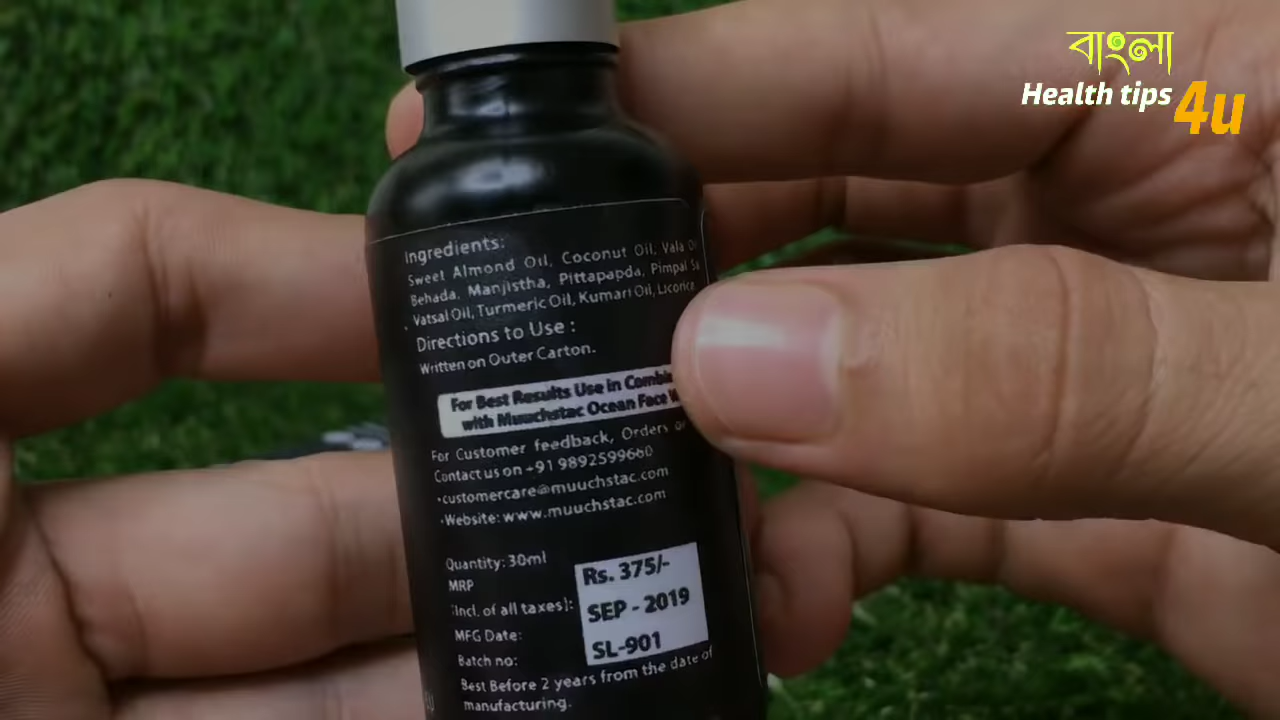 বাংলা
Health tips 4u
Ingredients:
Sweet Almond Oil, Coconut Oil, Vala
Behada, Manjistha, Pittapapda, Pimpal
Vatsal Oil, Turmeric Oil, Kumari Oil, Licorice
Directions to Use :
Written on Outer Carton.
For Best Results Use in
with Muuchstac Ocean Face
For Customer feedback, Orders or
Contact us on +91 9892599660
•customercare@muuchstac.com
•Website: www.muuchstac.com
Quantity: 30ml
MRP Rs. 375/-
(Incl. of all taxes):
MFG Date: SEP - 2019
Batch no: SL-901
Best Before 2 years from the date of
manufacturing.